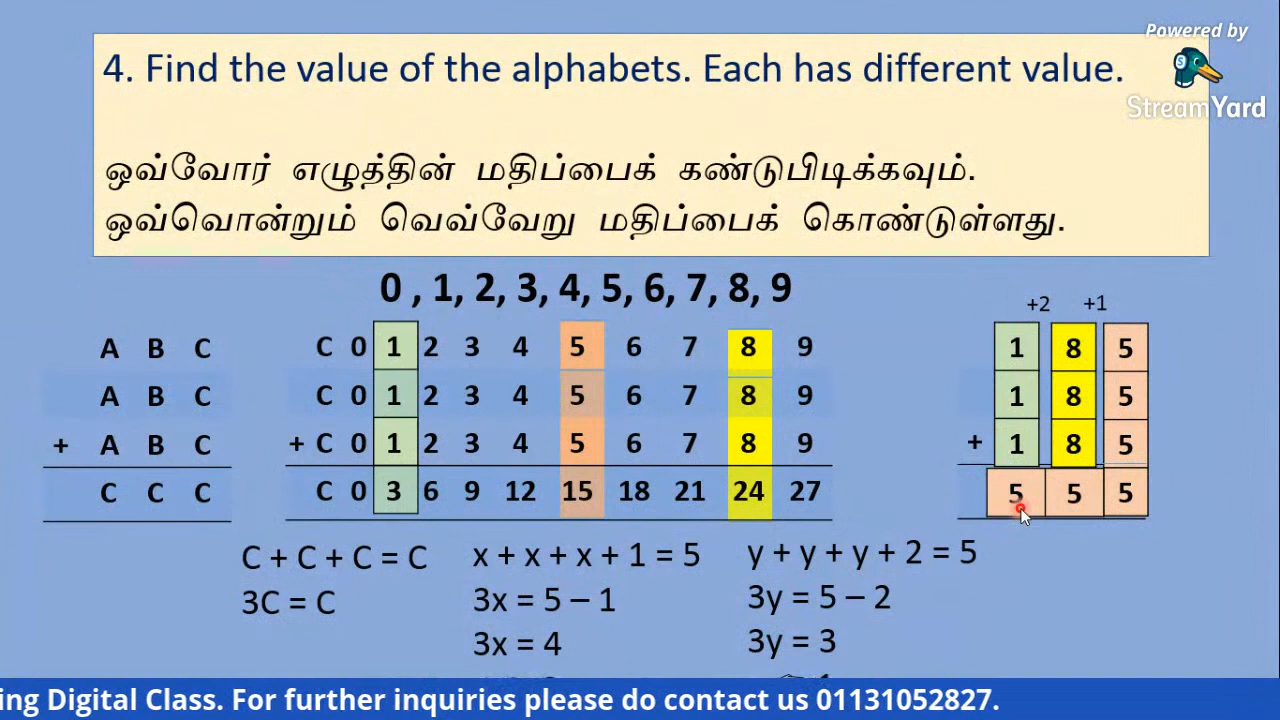 Powered by
StreamYard
4. Find the value of the alphabets. Each has different value.
ஒவ்வோர் எழுத்தின் மதிப்பைக் கண்டுபிடிக்கவும்.
ஒவ்வொன்றும் வெவ்வேறு மதிப்பைக் கொண்டுள்ளது.
0 , 1, 2, 3, 4, 5, 6, 7, 8, 9
+2 +1
A B C
A B C
+ A B C
C C C
C 0 1 2 3 4 5 6 7 8 9
C 0 1 2 3 4 5 6 7 8 9
+ C 0 1 2 3 4 5 6 7 8 9
C 0 3 6 9 12 15 18 21 24 27
1 8 5
1 8 5
+ 1 8 5
5 5 5
C + C + C = C
3C = C
x + x + x + 1 = 5
3x = 5 – 1
3x = 4
y + y + y + 2 = 5
3y = 5 – 2
3y = 3
ing Digital Class. For further inquiries please do contact us 01131052827.